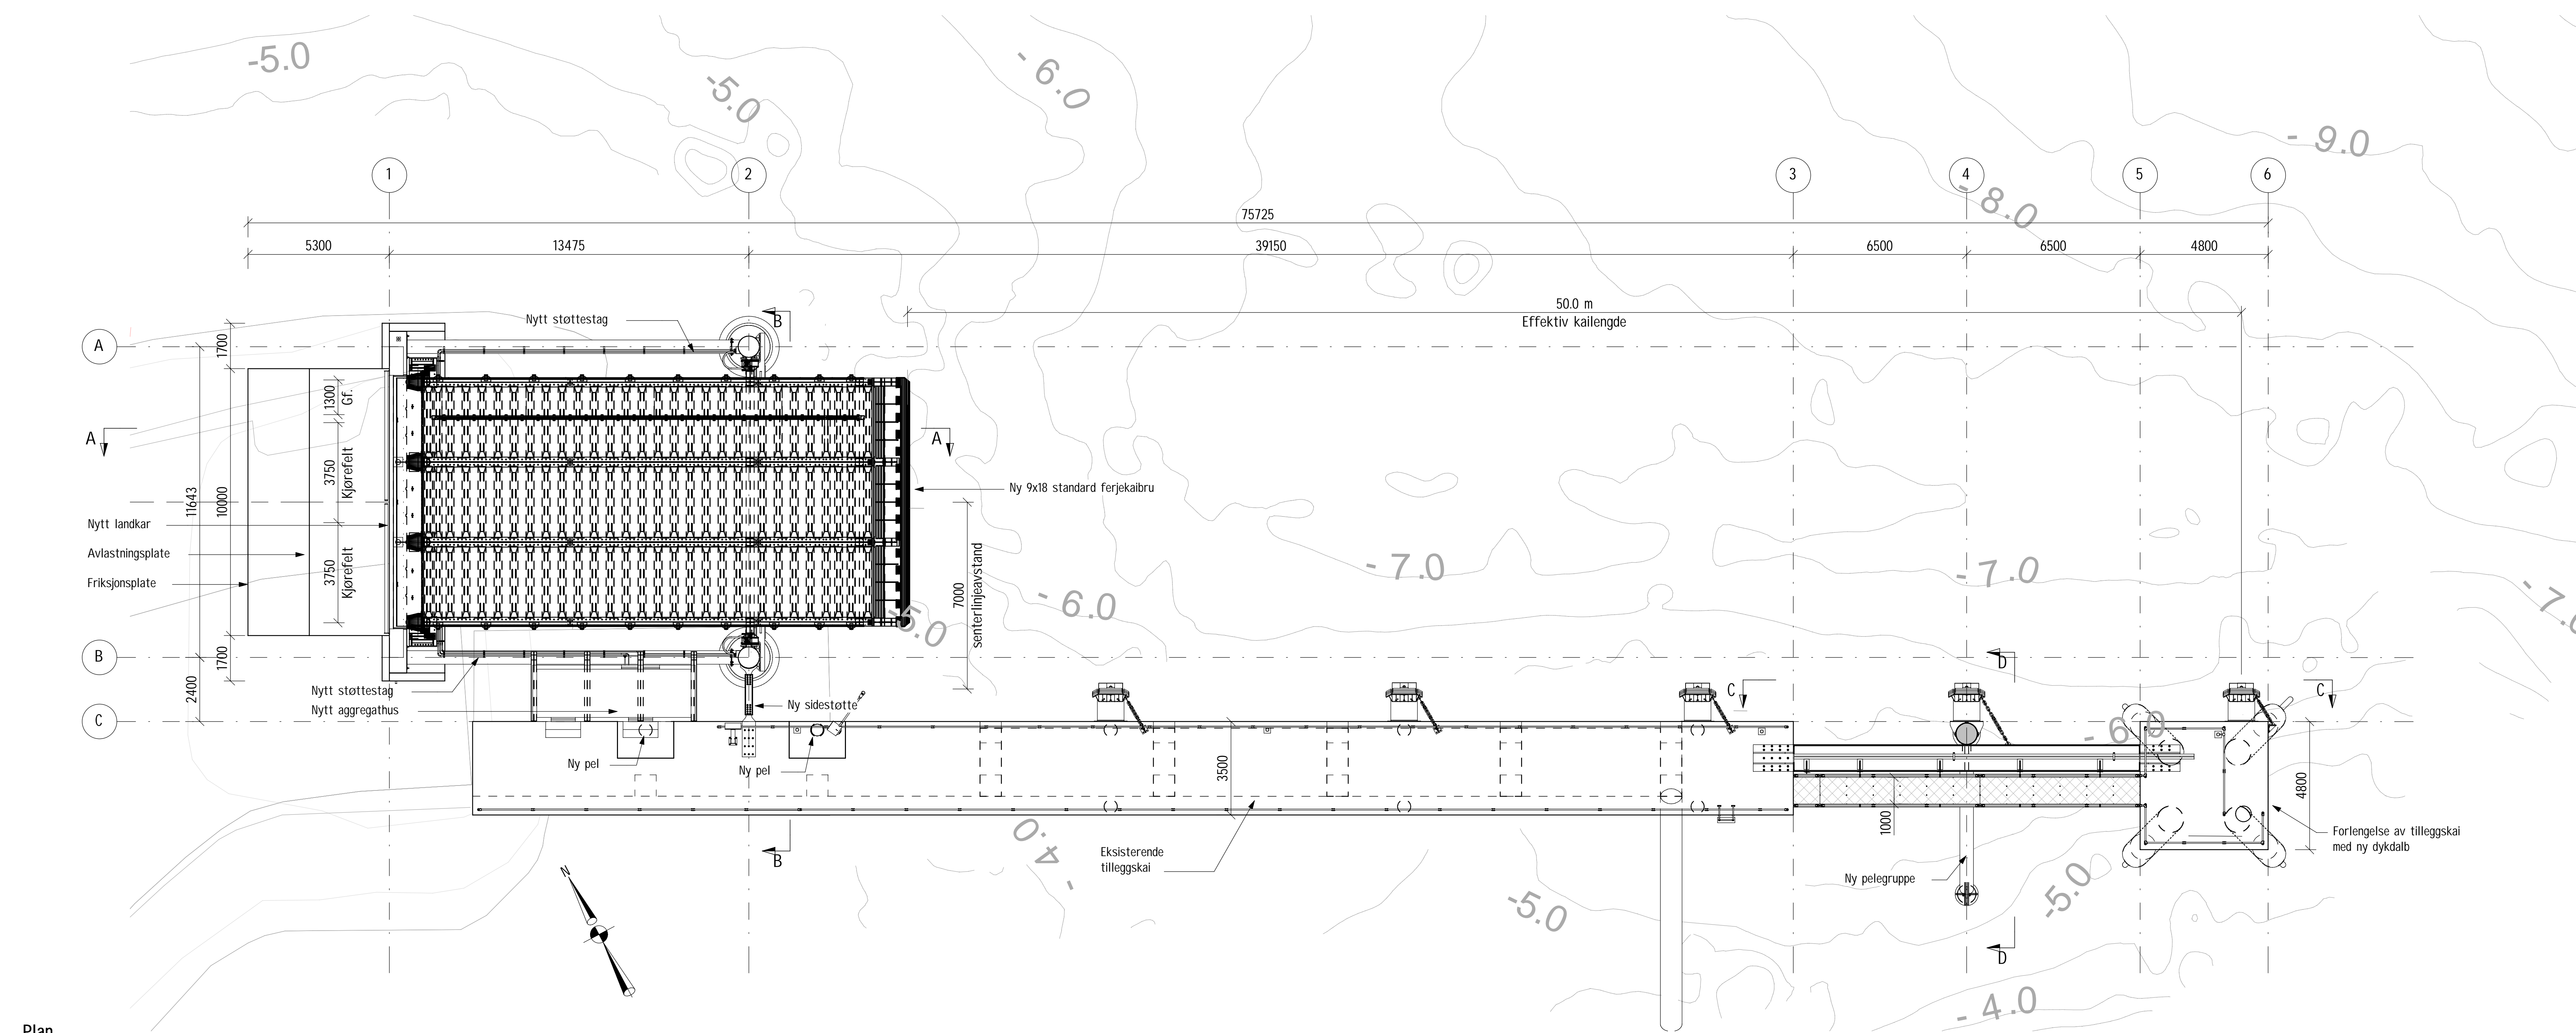 -5.0
-5.0
- 6.0
- 9.0
- 8.0
1
2
3
4
5
6
75725
5300
13475
39150
6500
6500
4800
50.0 m
Effektiv kailengde
Nytt støttestag
B
A
1700
1300
Gf.
A
A
3750
Kjørefelt
11643
10000
Ny 9x18 standard ferjekaibru
Nytt landkar
Avlastningsplate
Friksjonsplate
3750
Kjørefelt
7000
senterlinjeavstand
- 7.0
- 7.0
- 6.0
-5.0
- 7.0
B
1700
2400
D
Nytt støttestag
Nytt aggregathus
Ny sidestøtte
C
C
C
- 6.0
Ny pel
Ny pel
3500
1000
4800
Forlengelse av tilleggskai
med ny dykdalb
Eksisterende
tilleggskai
B
- 4.0
N
Ny pelegruppe
-5.0
-5.0
D
- 4.0
Plan